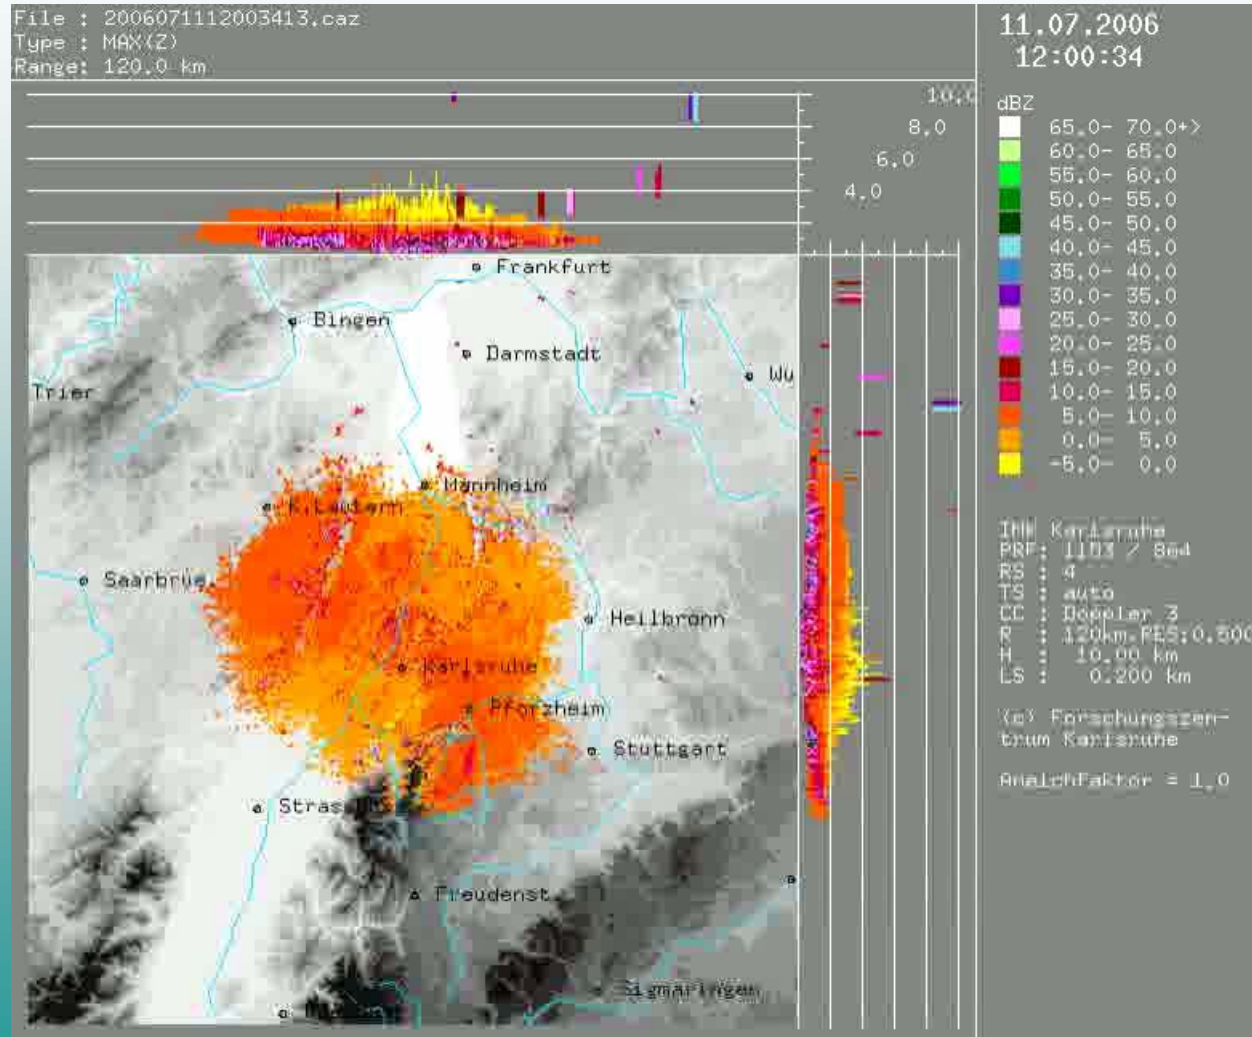 File : 2006071112003413.caz
Type : MAX(Z)
Range: 120.0 km
11.07.2006
12:00:34
10.0
8.0
6.0
4.0
dBZ
65.0- 70.0+>
60.0- 65.0
55.0- 60.0
50.0- 55.0
45.0- 50.0
40.0- 45.0
35.0- 40.0
30.0- 35.0
25.0- 30.0
20.0- 25.0
15.0- 20.0
10.0- 15.0
5.0- 10.0
0.0- 5.0
-5.0- 0.0
Frankfurt
Bingen
Darmstadt
Wu
Trier
Mannheim
K.Lautern
Saarbrue
Heilbronn
Karlsruhe
Pforzheim
Stuttgart
Freudenst.
Sigmaringen
IMK Karlsruhe
PRF: / 864
RS : 4
TS : auto
CC : Doppler 3
R : 120km,RES:0.500
H : 10.00 km
LS : 0.200 km
(c) Forschungszen-
trum Karlsruhe
= 1.0